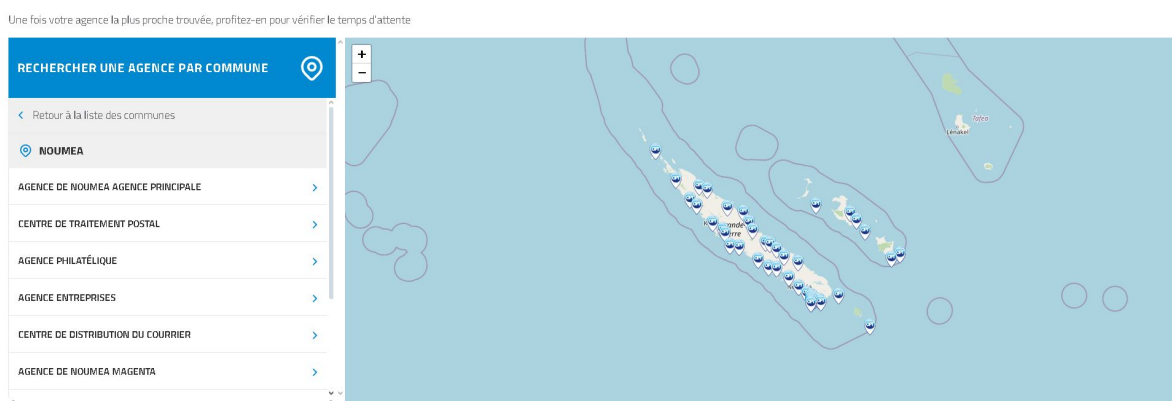 Une fois votre agence la plus proche trouvée, profitez-en pour vérifier le temps d'attente
RECHERCHER UNE AGENCE PAR COMMUNE
Retour à la liste des communes
NOUMEA
AGENCE DE NOUMEA AGENCE PRINCIPALE
CENTRE DE TRAITEMENT POSTAL
AGENCE PHILATÉLIQUE
AGENCE ENTREPRISES
CENTRE DE DISTRIBUTION DU COURRIER
AGENCE DE NOUMEA MAGENTA
+
−
Tafea
Lénakel